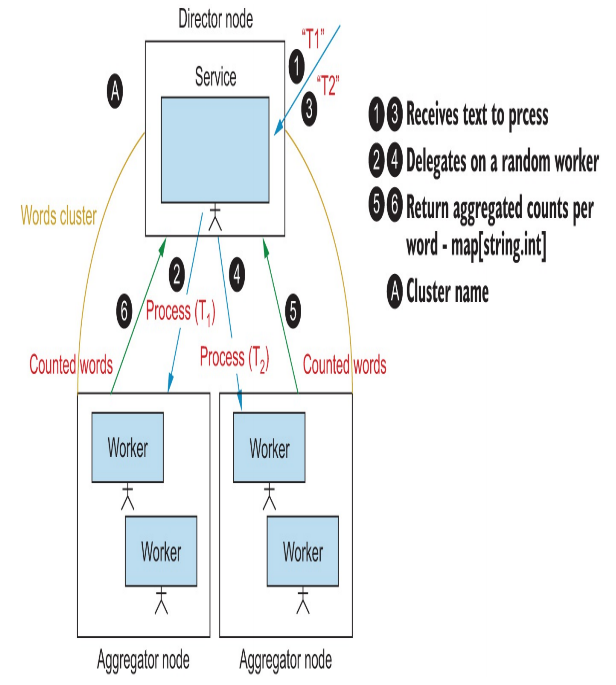 Director node
"T1"
1
Service
"T2"
A
3
1 3 Receives text to prcess
2 4 Delegates on a random worker
5 6 Return aggregated counts per
word - map[string.int]
A Cluster name
Words cluster
2
4
6
Process (T1)
5
Process (T2)
Counted words
Counted words
Worker
Worker
Worker
Worker
Aggregator node
Aggregator node